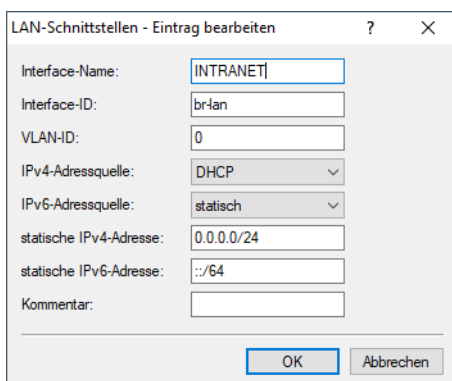 LAN-Schnittstellen - Eintrag bearbeiten ? ✕
Interface-Name: INTRANET
Interface-ID: br-lan
VLAN-ID: 0
IPv4-Adressquelle: DHCP
IPv6-Adressquelle: statisch
statische IPv4-Adresse: 0.0.0.0/24
statische IPv6-Adresse: ::/64
Kommentar:
OK Abbrechen